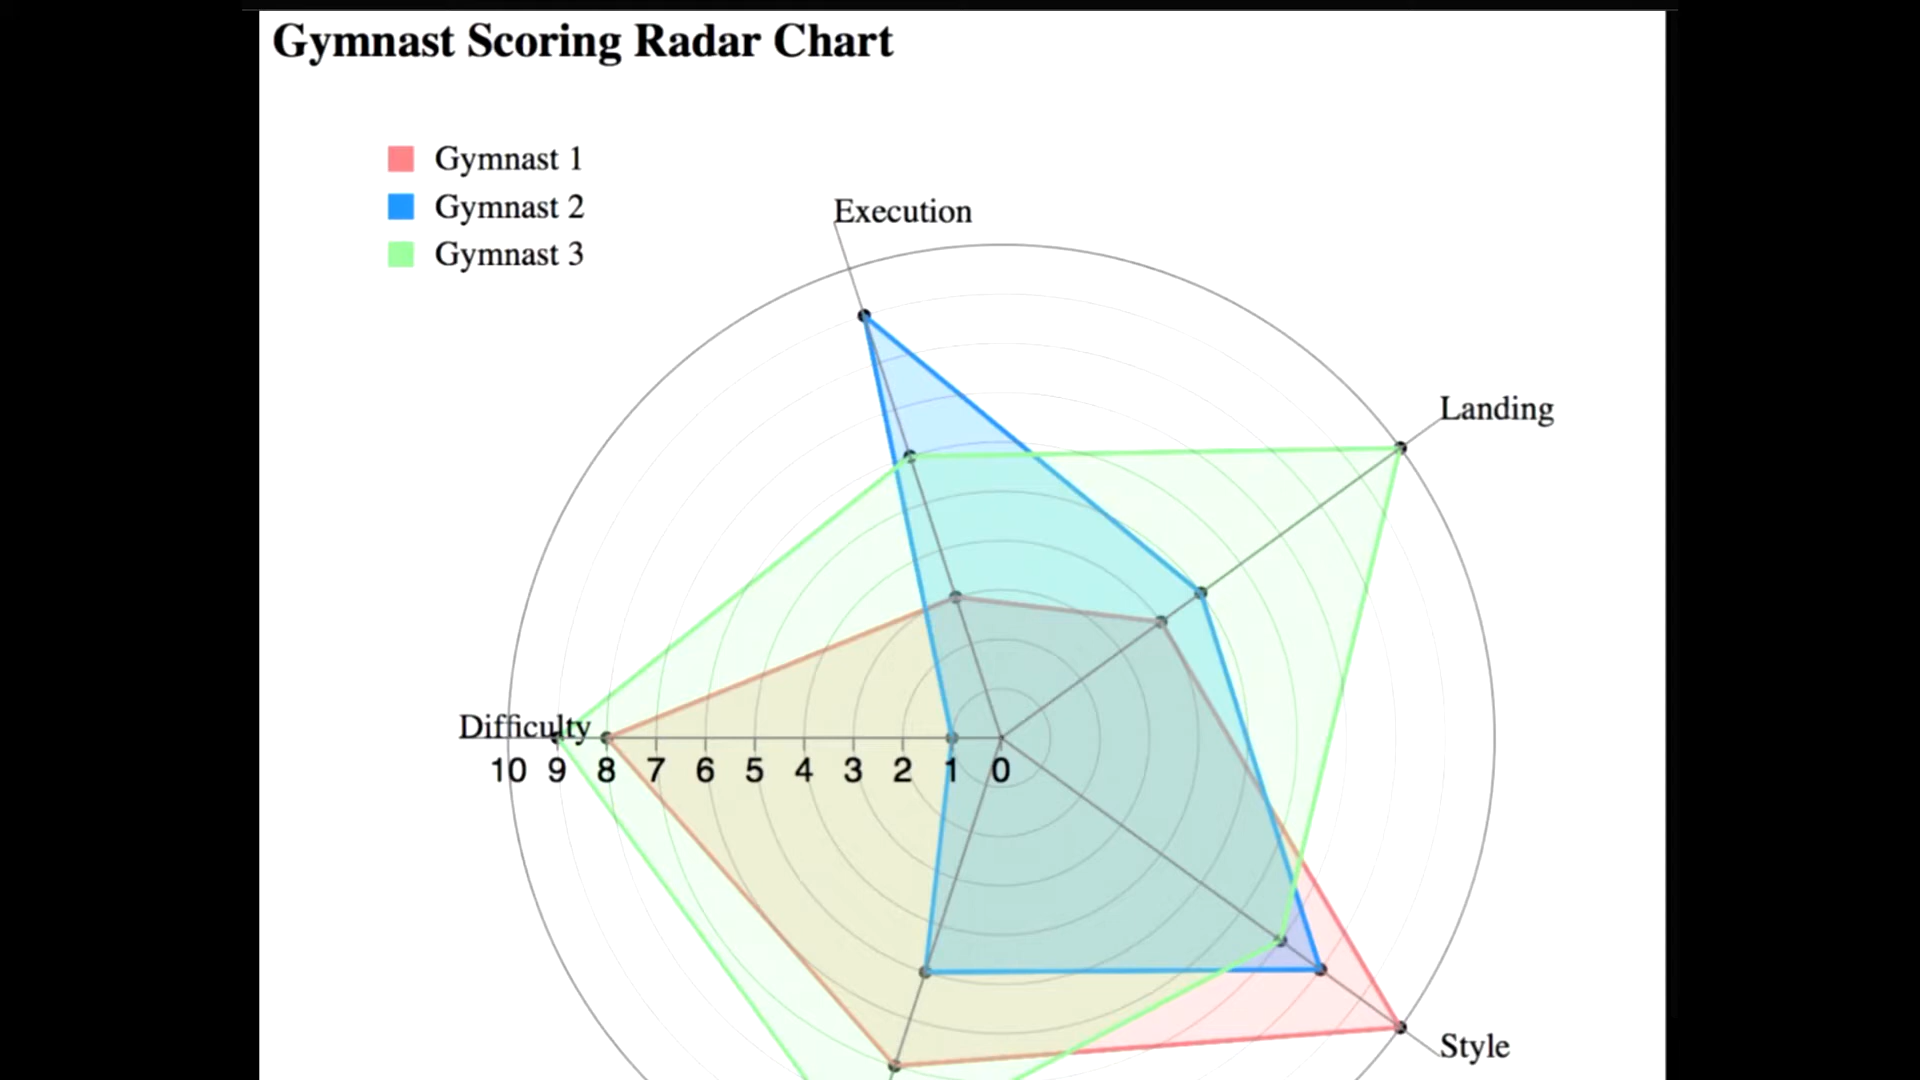 Gymnast Scoring Radar Chart
Gymnast 1
Gymnast 2
Gymnast 3
Execution
Landing
Difficulty
10 9 8 7 6 5 4 3 2 1 0
Style